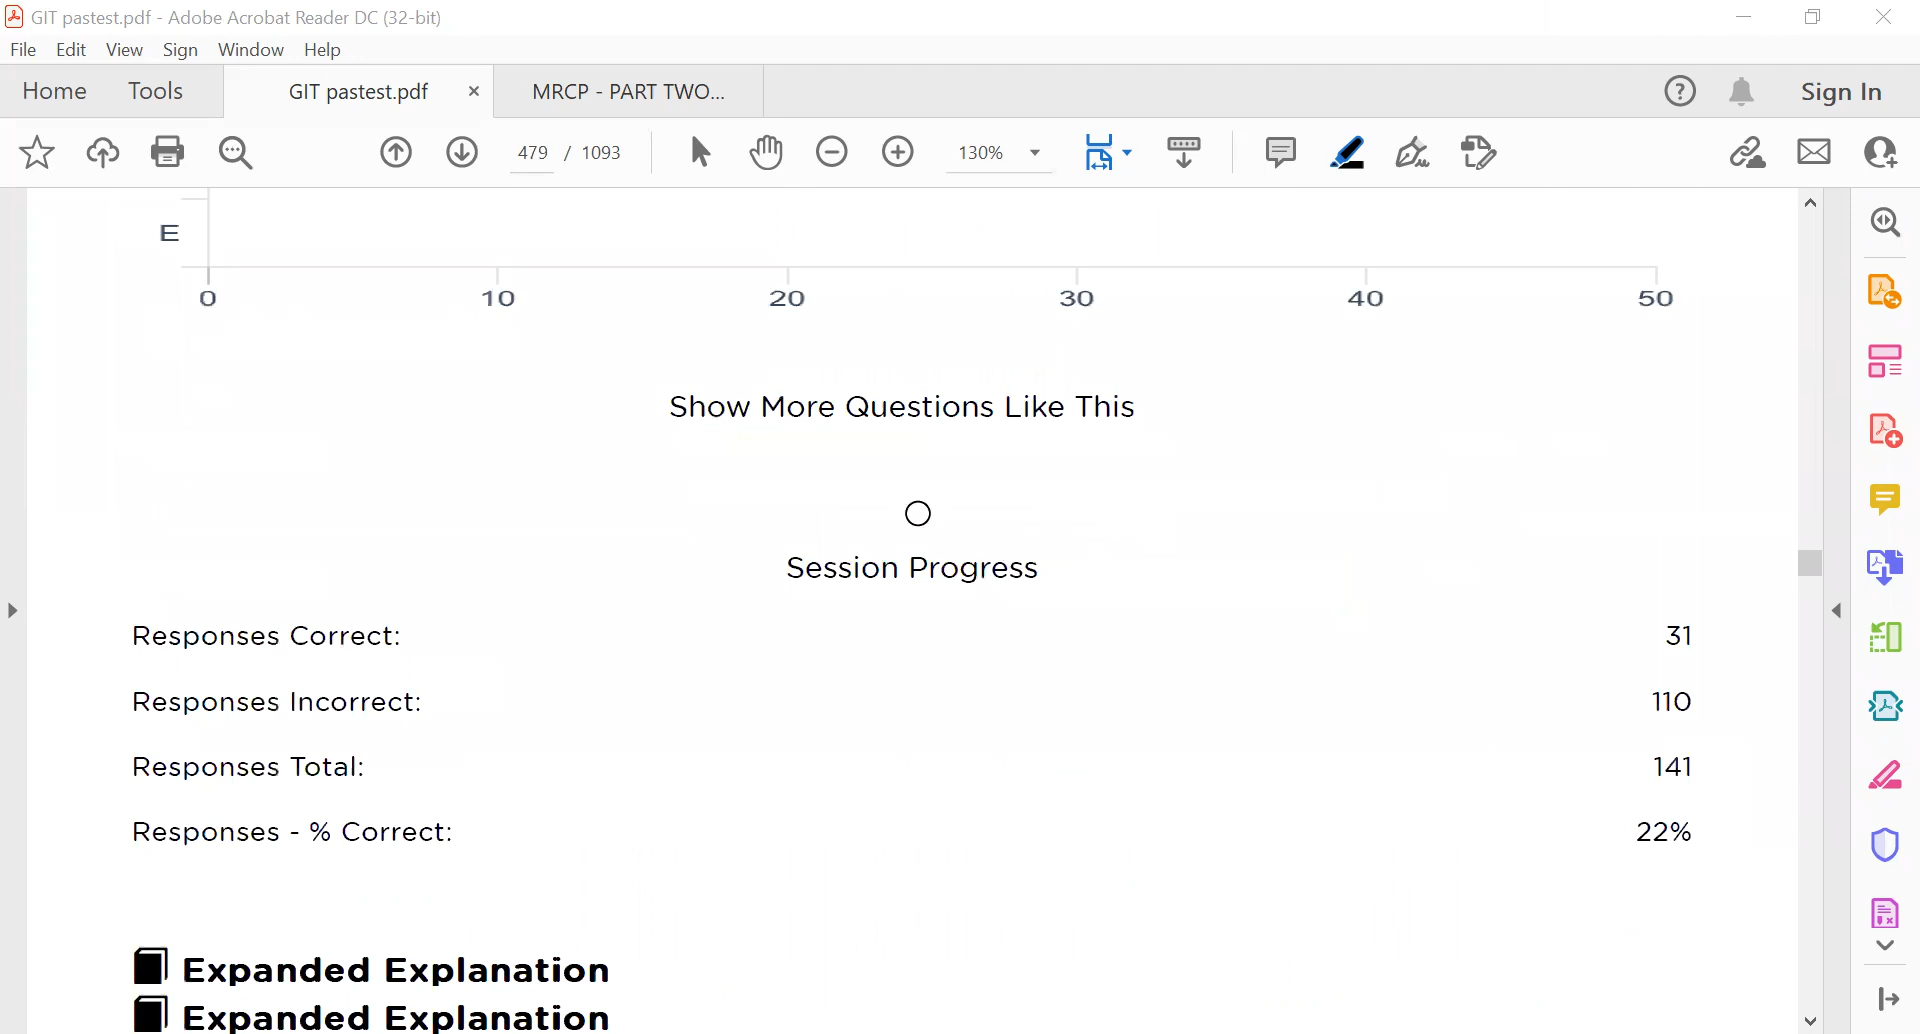 GIT pastest.pdf - Adobe Acrobat Reader DC (32-bit)
File Edit View Sign Window Help
Home Tools GIT pastest.pdf × MRCP - PART TWO... Sign In
479 / 1093 130%
E
0 10 20 30 40 50
Show More Questions Like This
Session Progress
Responses Correct: 31
Responses Incorrect: 110
Responses Total: 141
Responses - % Correct: 22%
Expanded Explanation
Expanded Explanation